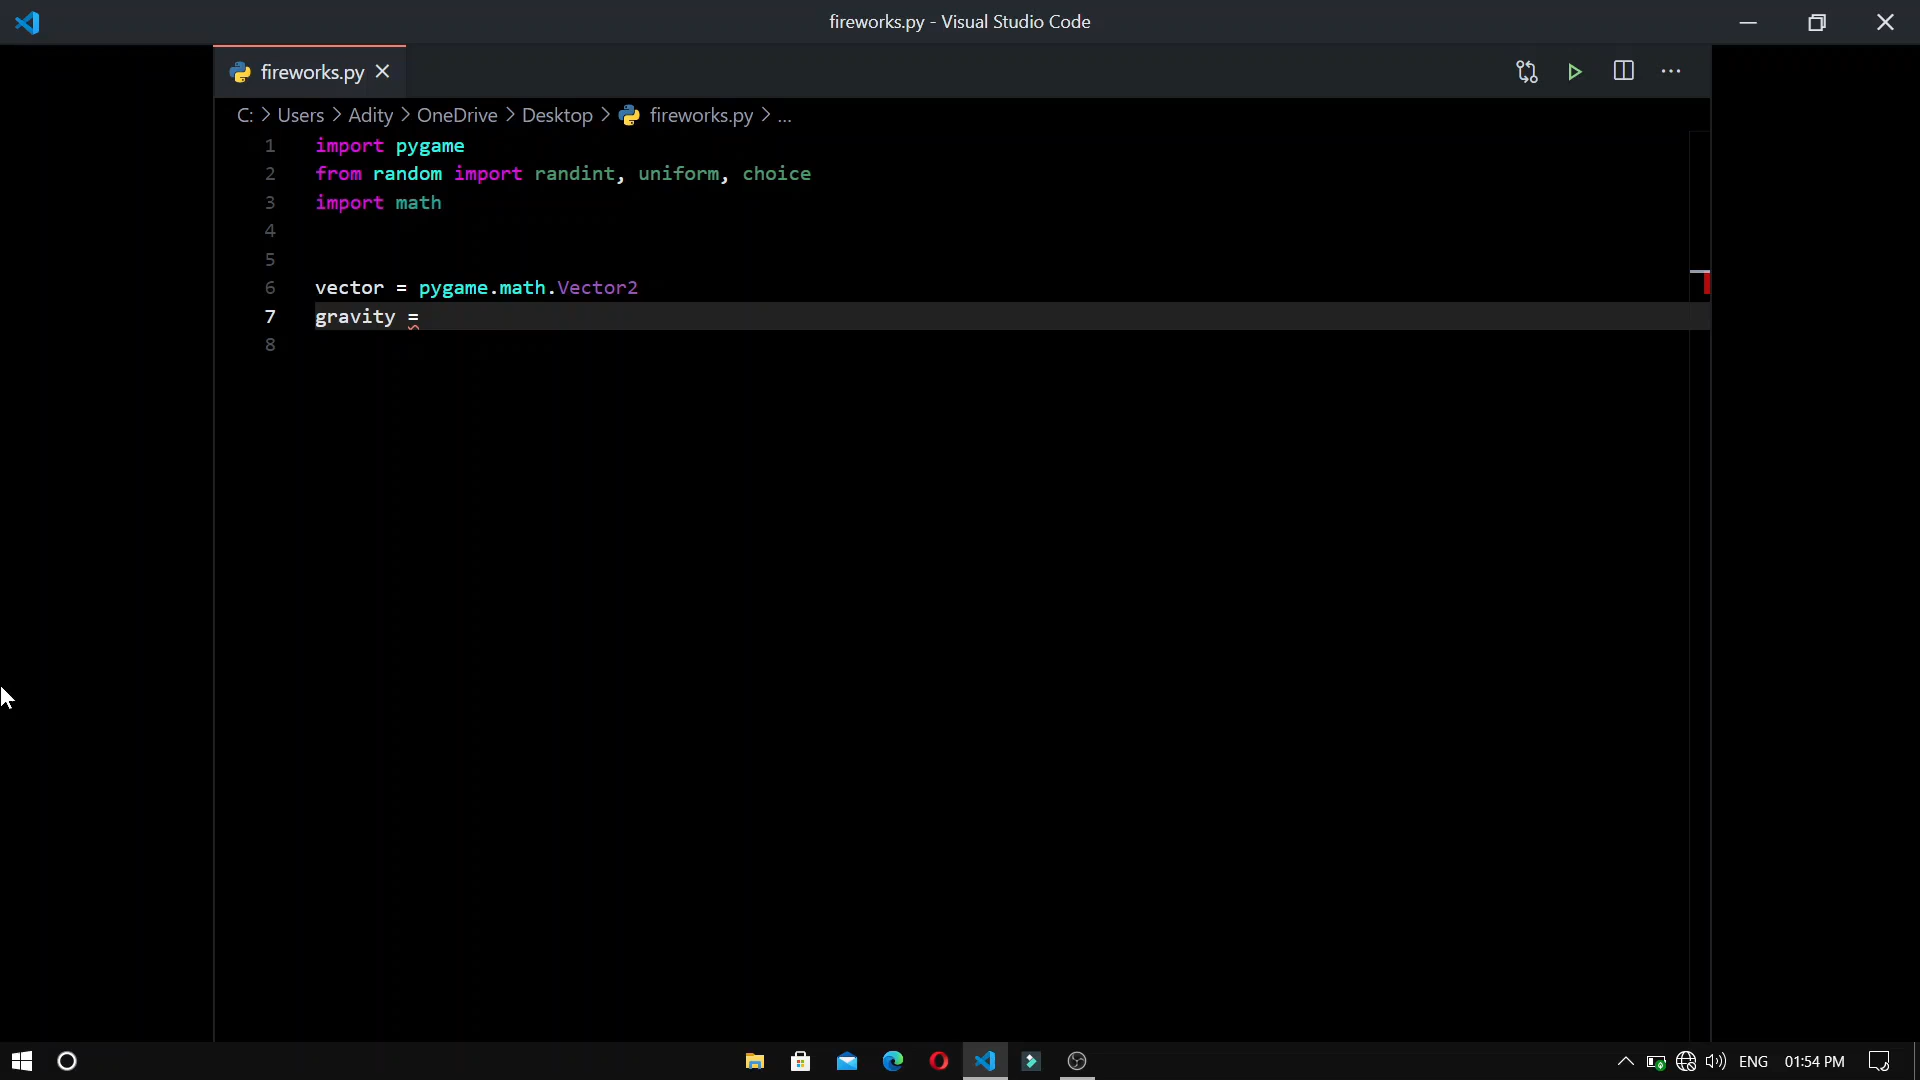 fireworks.py - Visual Studio Code
fireworks.py
C: > Users > Adity > OneDrive > Desktop > fireworks.py > ...
1 import pygame
2 from random import randint, uniform, choice
3 import math
4
5
6 vector = pygame.math.Vector2
7 gravity =
8
ENG 01:54 PM